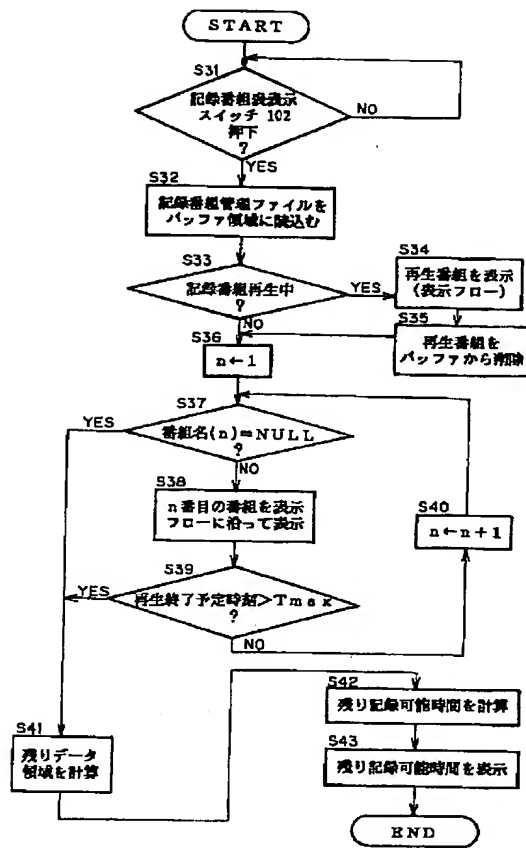 START
S31
記録番組表表示
スイッチ 102
押下
?
NO
YES
S32
記録番組管理ファイルを
バッファ領域に読込む
S33
記録番組再生中
?
YES
NO
S34
再生番組を表示
(表示フロー)
S35
再生番組を
バッファから削除
S36
n←1
S37
番組名(n)=NULL
?
YES
NO
S38
n番目の番組を表示
フローに沿って表示
S39
再生終了予定時刻>Tmax
?
YES
NO
S40
n←n+1
S41
残りデータ
領域を計算
S42
残り記録可能時間を計算
S43
残り記録可能時間を表示
END